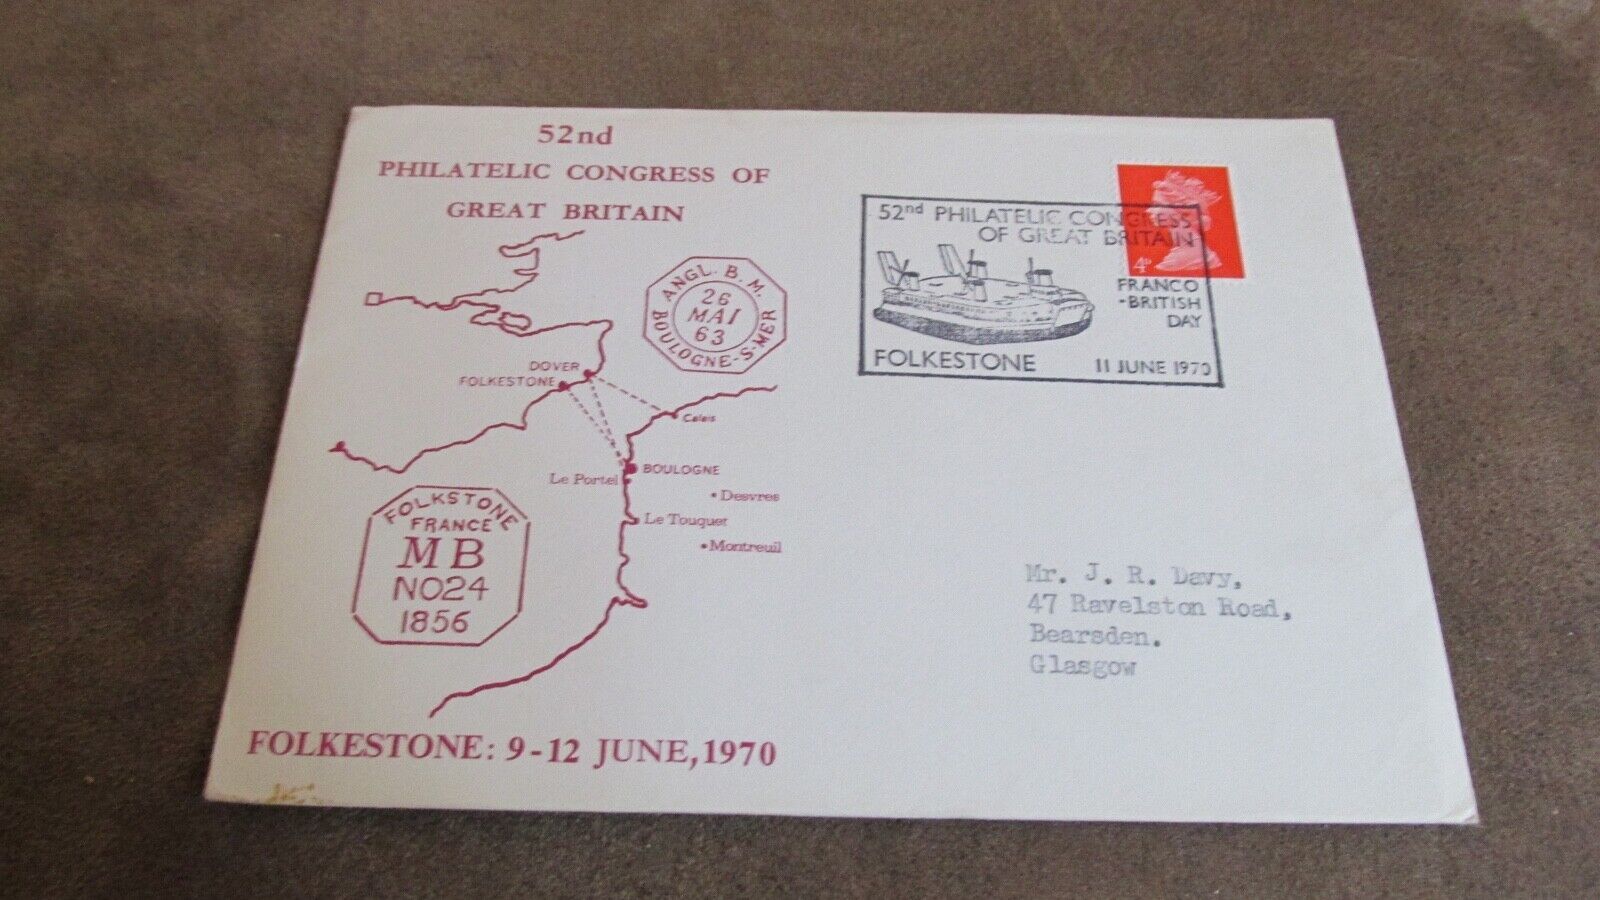 52nd
PHILATELIC CONGRESS OF
GREAT BRITAIN
ANGL. B. M.
26
MAI
63
BOULOGNE-S-MER
DOVER
FOLKESTONE
Calais
BOULOGNE
Le Portel
Desvres
Le Touquet
Montreuil
FOLKSTONE
FRANCE
MB
NO24
1856
FOLKESTONE: 9-12 JUNE, 1970
52nd PHILATELIC CONGRESS
OF GREAT BRITAIN
FRANCO
-BRITISH
DAY
FOLKESTONE 11 JUNE 1970
4P
Mr. J. R. Davy,
47 Ravelston Road,
Bearsden.
Glasgow